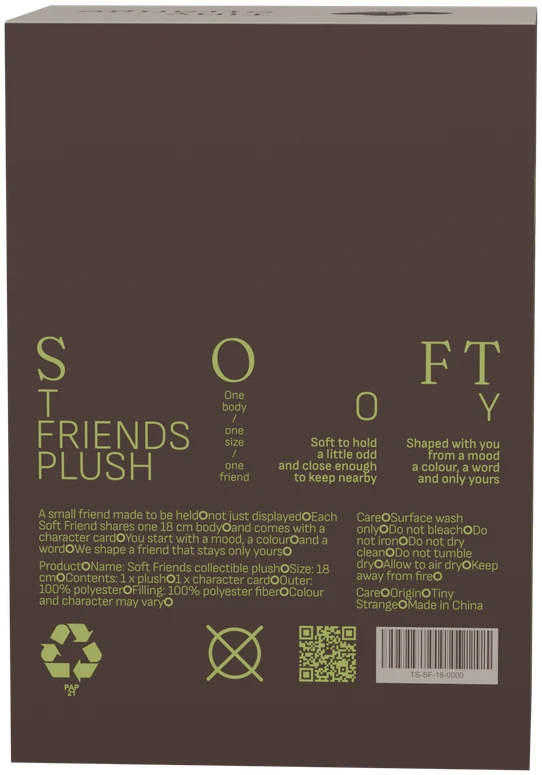 S O FT
T O Y
FRIENDS
PLUSH
One
body
/
one
size
/
one
friend
Soft to hold
a little odd
and close enough
to keep nearby
Shaped with you
from a mood
a colour, a word
and only yours
A small friend made to be heldOnot just displayedOEach
Soft Friend shares one 18 cm bodyOand comes with a
character cardOYou start with a mood, a colourOand a
wordOWe shape a friend that stays only yoursO
ProductOName: Soft Friends collectible plushOSize: 18
cmOContents: 1 x plushO1 x character cardOOuter:
100% polyesterOFilling: 100% polyester fiberOColour
and character may varyO
CareOSurface wash
onlyODo not bleachODo
not ironODo not dry
cleanODo not tumble
dryOAllow to air dryOKeep
away from fireO
CareOOriginOTiny
StrangeOMade in China
PAP
21
TS-SF-18-0000